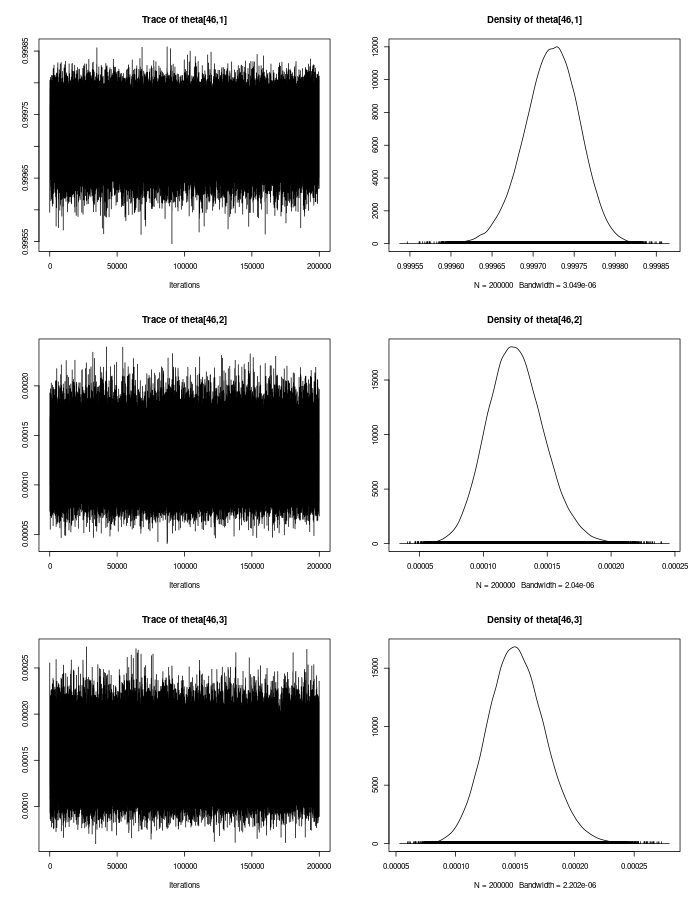 Trace of theta[46,1]
0.99955 0.99965 0.99975 0.99985
0 50000 100000 150000 200000
Iterations
Density of theta[46,1]
0 2000 4000 6000 8000 10000 12000
0.99955 0.99960 0.99965 0.99970 0.99975 0.99980 0.99985
N = 200000 Bandwidth = 3.049e-06
Trace of theta[46,2]
0.00005 0.00010 0.00015 0.00020
0 50000 100000 150000 200000
Iterations
Density of theta[46,2]
0 5000 10000 15000
0.00005 0.00010 0.00015 0.00020 0.00025
N = 200000 Bandwidth = 2.04e-06
Trace of theta[46,3]
0.00010 0.00015 0.00020 0.00025
0 50000 100000 150000 200000
Iterations
Density of theta[46,3]
0 5000 10000 15000
0.00005 0.00010 0.00015 0.00020 0.00025
N = 200000 Bandwidth = 2.202e-06